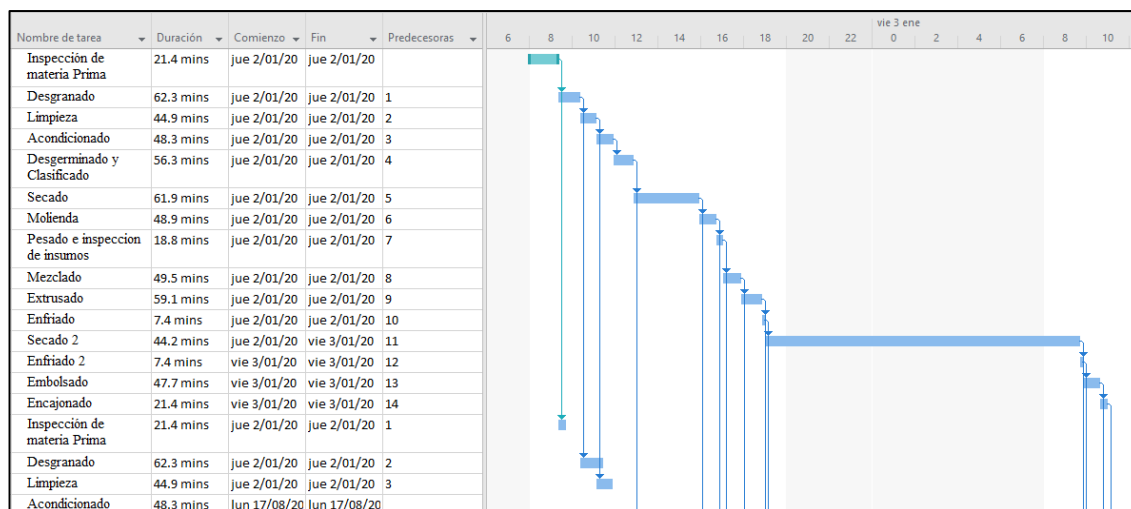 vie 3 ene
Nombre de tarea Duración Comienzo Fin Predecesoras 6 8 10 12 14 16 18 20 22 0 2 4 6 8 10
Inspección de materia Prima 21.4 mins jue 2/01/20 jue 2/01/20
Desgranado 62.3 mins jue 2/01/20 jue 2/01/20 1
Limpieza 44.9 mins jue 2/01/20 jue 2/01/20 2
Acondicionado 48.3 mins jue 2/01/20 jue 2/01/20 3
Desgerminado y Clasificado 56.3 mins jue 2/01/20 jue 2/01/20 4
Secado 61.9 mins jue 2/01/20 jue 2/01/20 5
Molienda 48.9 mins jue 2/01/20 jue 2/01/20 6
Pesado e inspeccion de insumos 18.8 mins jue 2/01/20 jue 2/01/20 7
Mezclado 49.5 mins jue 2/01/20 jue 2/01/20 8
Extrusado 59.1 mins jue 2/01/20 jue 2/01/20 9
Enfriado 7.4 mins jue 2/01/20 jue 2/01/20 10
Secado 2 44.2 mins jue 2/01/20 vie 3/01/20 11
Enfriado 2 7.4 mins vie 3/01/20 vie 3/01/20 12
Embolsado 47.7 mins vie 3/01/20 vie 3/01/20 13
Encajonado 21.4 mins vie 3/01/20 vie 3/01/20 14
Inspección de materia Prima 21.4 mins jue 2/01/20 jue 2/01/20 1
Desgranado 62.3 mins jue 2/01/20 jue 2/01/20 2
Limpieza 44.9 mins jue 2/01/20 jue 2/01/20 3
Acondicionado 48.3 mins lun 17/08/20 lun 17/08/20